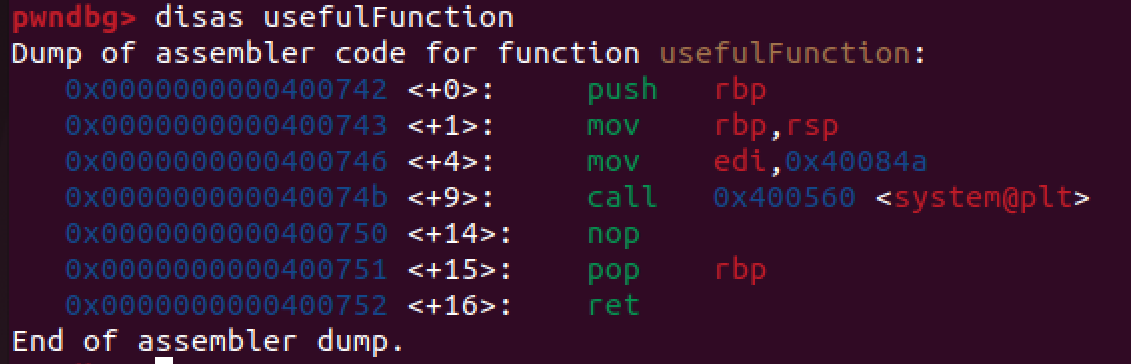 pwndbg> disas usefulFunction
Dump of assembler code for function usefulFunction:
   0x0000000000400742 <+0>:     push   rbp
   0x0000000000400743 <+1>:     mov    rbp,rsp
   0x0000000000400746 <+4>:     mov    edi,0x40084a
   0x000000000040074b <+9>:     call   0x400560 <system@plt>
   0x0000000000400750 <+14>:    nop
   0x0000000000400751 <+15>:    pop    rbp
   0x0000000000400752 <+16>:    ret
End of assembler dump.